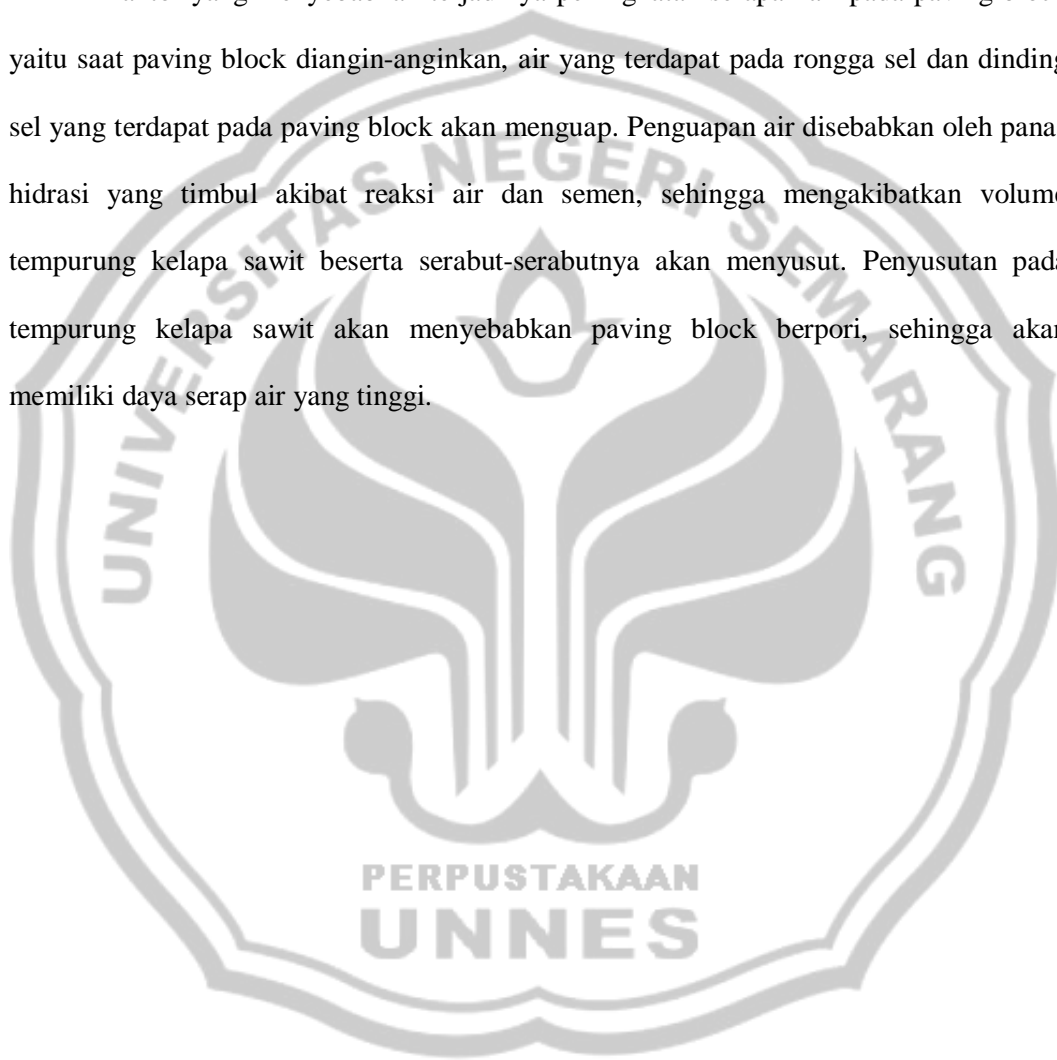 yaitu saat paving block diangin-anginkan, air yang terdapat pada rongga sel dan dinding
sel yang terdapat pada paving block akan menguap. Penguapan air disebabkan oleh
hidrasi yang timbul akibat reaksi air dan semen, sehingga mengakibatkan
tempurung kelapa sawit beserta serabut-serabutnya akan menyusut. Penyusutan pada
tempurung kelapa sawit akan menyebabkan paving block berpori, sehingga akan
memiliki daya serap air yang tinggi.
UNIVERSITAS NEGERI SEMARANG
PERPUSTAKAAN
UNNES